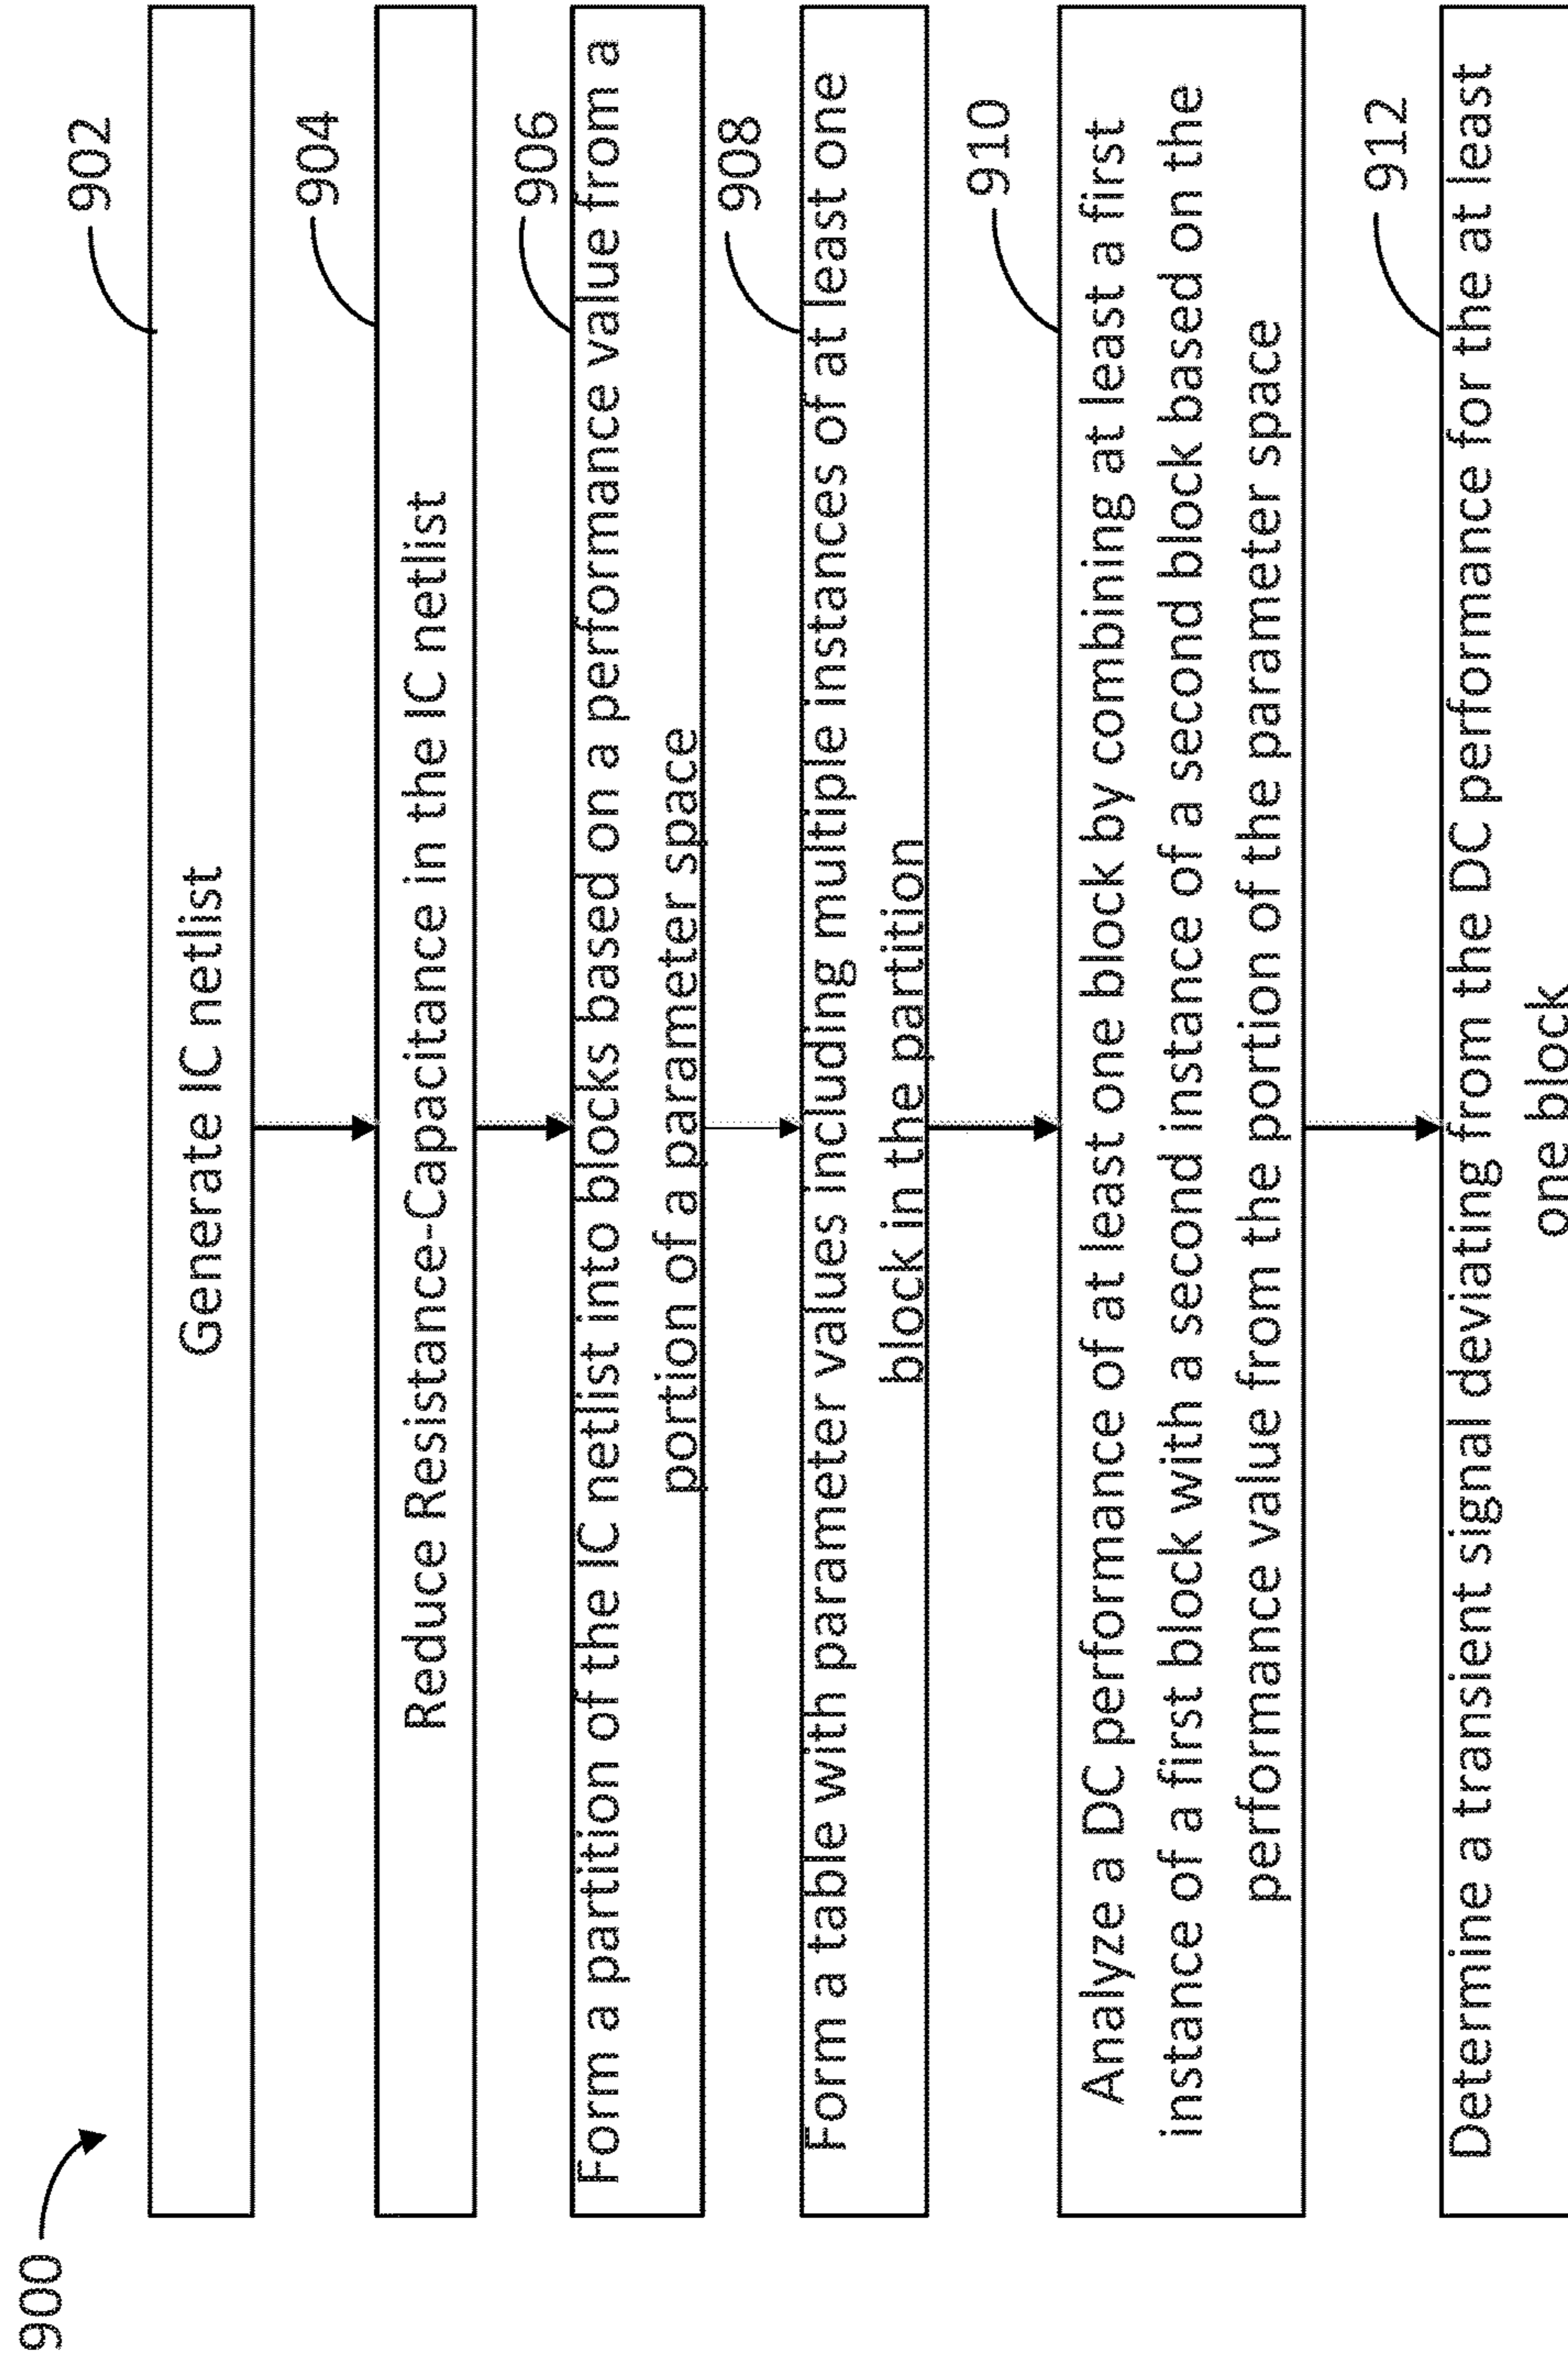 900
902
Generate IC netlist
904
Reduce Resistance-Capacitance in the IC netlist
906
Form a partition of the IC netlist into blocks based on a performance value from a
portion of a parameter space
908
Form a table with parameter values including multiple instances of at least one
block in the partition
910
Analyze a DC performance of at least one block by combining at least a first
instance of a first block with a second instance of a second block based on the
performance value from the portion of the parameter space
912
Determine a transient signal deviating from the DC performance for the at least
one block